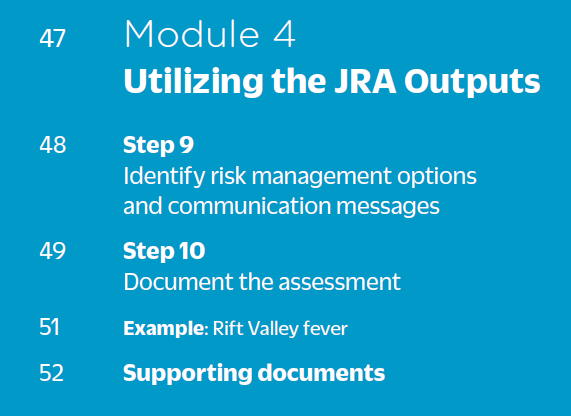 47 Module 4
Utilizing the JRA Outputs
48 Step 9
Identify risk management options
and communication messages
49 Step 10
Document the assessment
51 Example: Rift Valley fever
52 Supporting documents